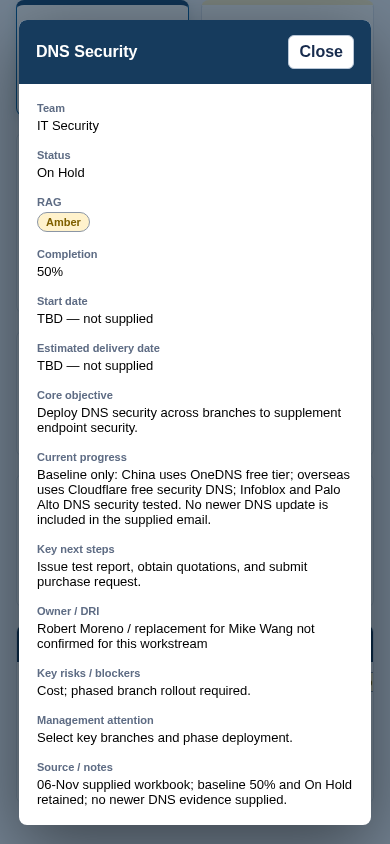 DNS Security
Close
Team
IT Security
Status
On Hold
RAG
Amber
Completion
50%
Start date
TBD — not supplied
Estimated delivery date
TBD — not supplied
Core objective
Deploy DNS security across branches to supplement
endpoint security.
Current progress
Baseline only: China uses OneDNS free tier; overseas
uses Cloudflare free security DNS; Infoblox and Palo
Alto DNS security tested. No newer DNS update is
included in the supplied email.
Key next steps
Issue test report, obtain quotations, and submit
purchase request.
Owner / DRI
Robert Moreno / replacement for Mike Wang not
confirmed for this workstream
Key risks / blockers
Cost; phased branch rollout required.
Management attention
Select key branches and phase deployment.
Source / notes
06-Nov supplied workbook; baseline 50% and On Hold
retained; no newer DNS evidence supplied.